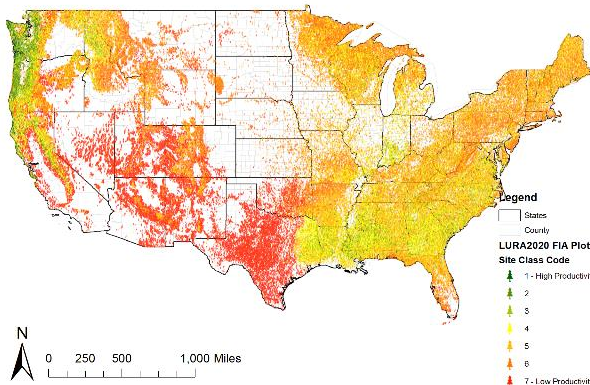 Legend
States
County
LURA2020 FIA Plot
Site Class Code
1 - High Productivi
2
3
4
5
6
7 - Low Productivit
N
0 250 500 1,000 Miles